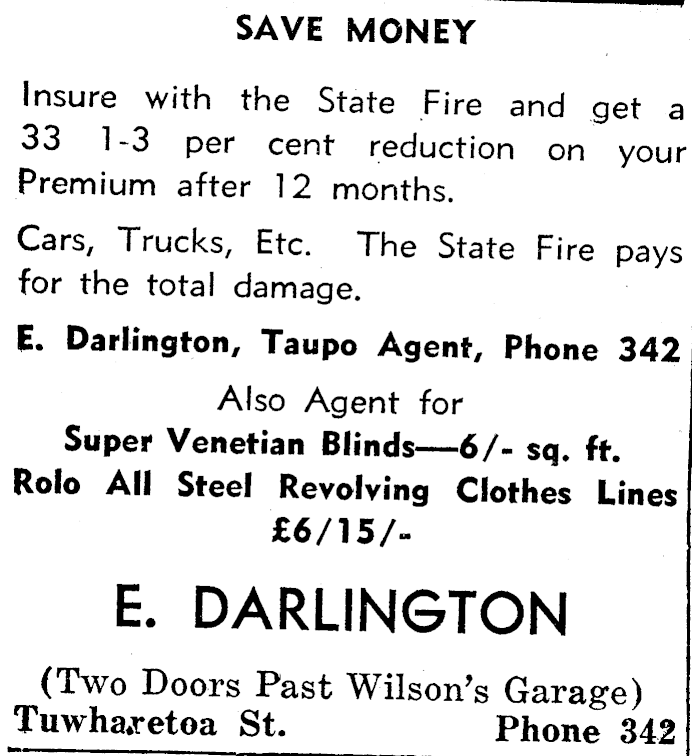 SAVE MONEY
Insure with the State Fire and get a
33 1-3 per cent reduction on your
Premium after 12 months.
Cars, Trucks, Etc. The State Fire pays
for the total damage.
E. Darlington, Taupo Agent, Phone 342
Also Agent for
Super Venetian Blinds—6/- sq. ft.
Rolo All Steel Revolving Clothes Lines
£6/15/-
E. DARLINGTON
(Two Doors Past Wilson's Garage)
Tuwharetoa St. Phone 342